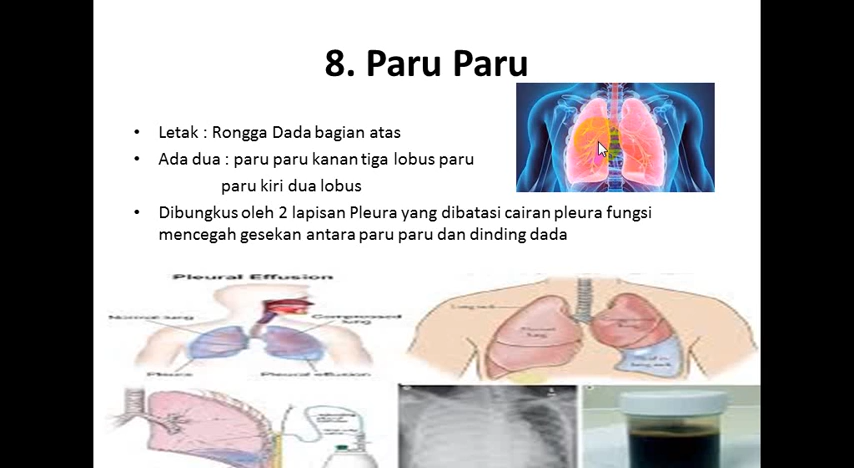 8. Paru Paru
• Letak : Rongga Dada bagian atas
• Ada dua : paru paru kanan tiga lobus paru
paru kiri dua lobus
• Dibungkus oleh 2 lapisan Pleura yang dibatasi cairan pleura fungsi
mencegah gesekan antara paru paru dan dinding dada
Pleural Effusion
Normal lung
Compressed
lung
Pleura
Pleural effusion